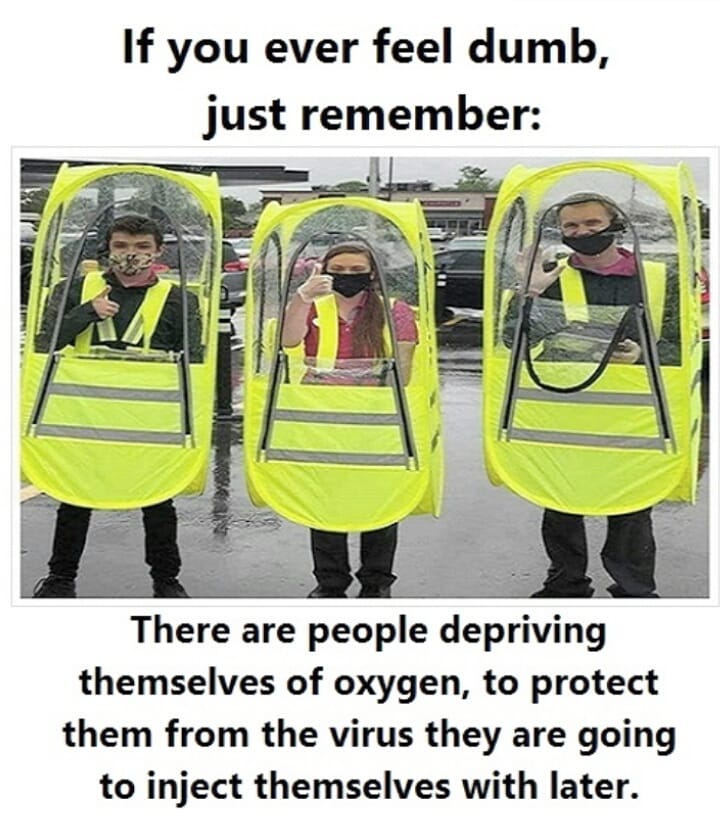 If you ever feel dumb,
just remember:
There are people depriving
themselves of oxygen, to protect
them from the virus they are going
to inject themselves with later.